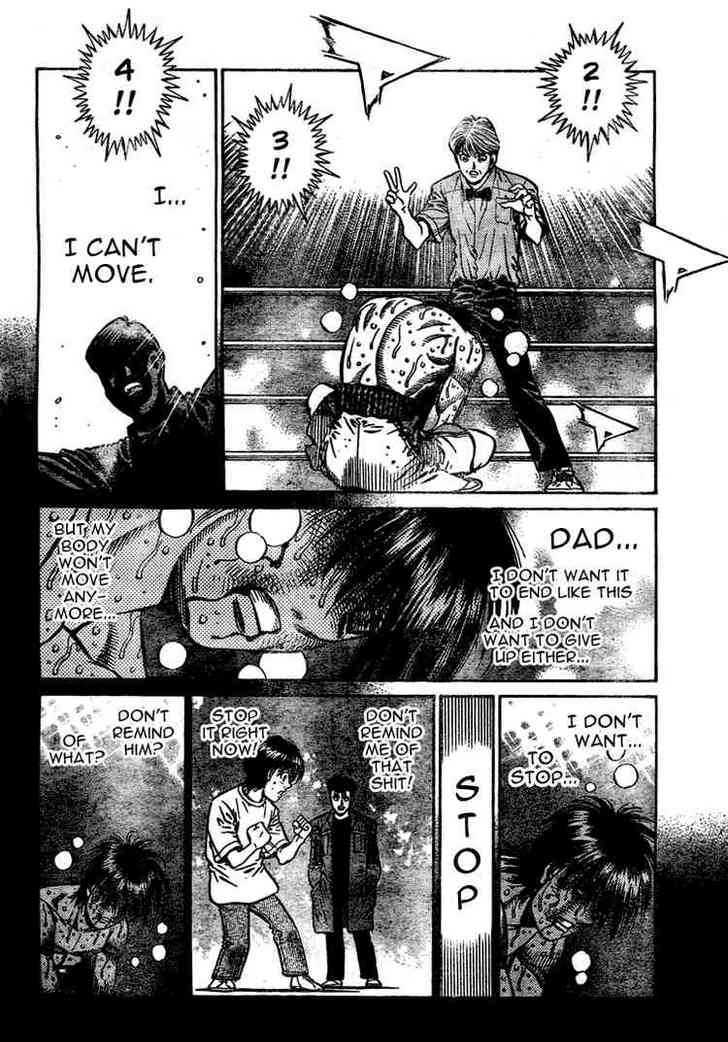 2
!!
3
!!
4
!!
I...
I CAN'T
MOVE.
DAD...
I DON'T WANT IT
TO END LIKE THIS
AND I DON'T
WANT TO GIVE
UP EITHER...
BUT MY
BODY
WON'T
MOVE
ANY-
MORE...
I DON'T
WANT...
TO
STOP...
STOP
DON'T
REMIND
ME OF
THAT
SHIT!
STOP
IT RIGHT
NOW!
DON'T
REMIND
HIM?
OF
WHAT?